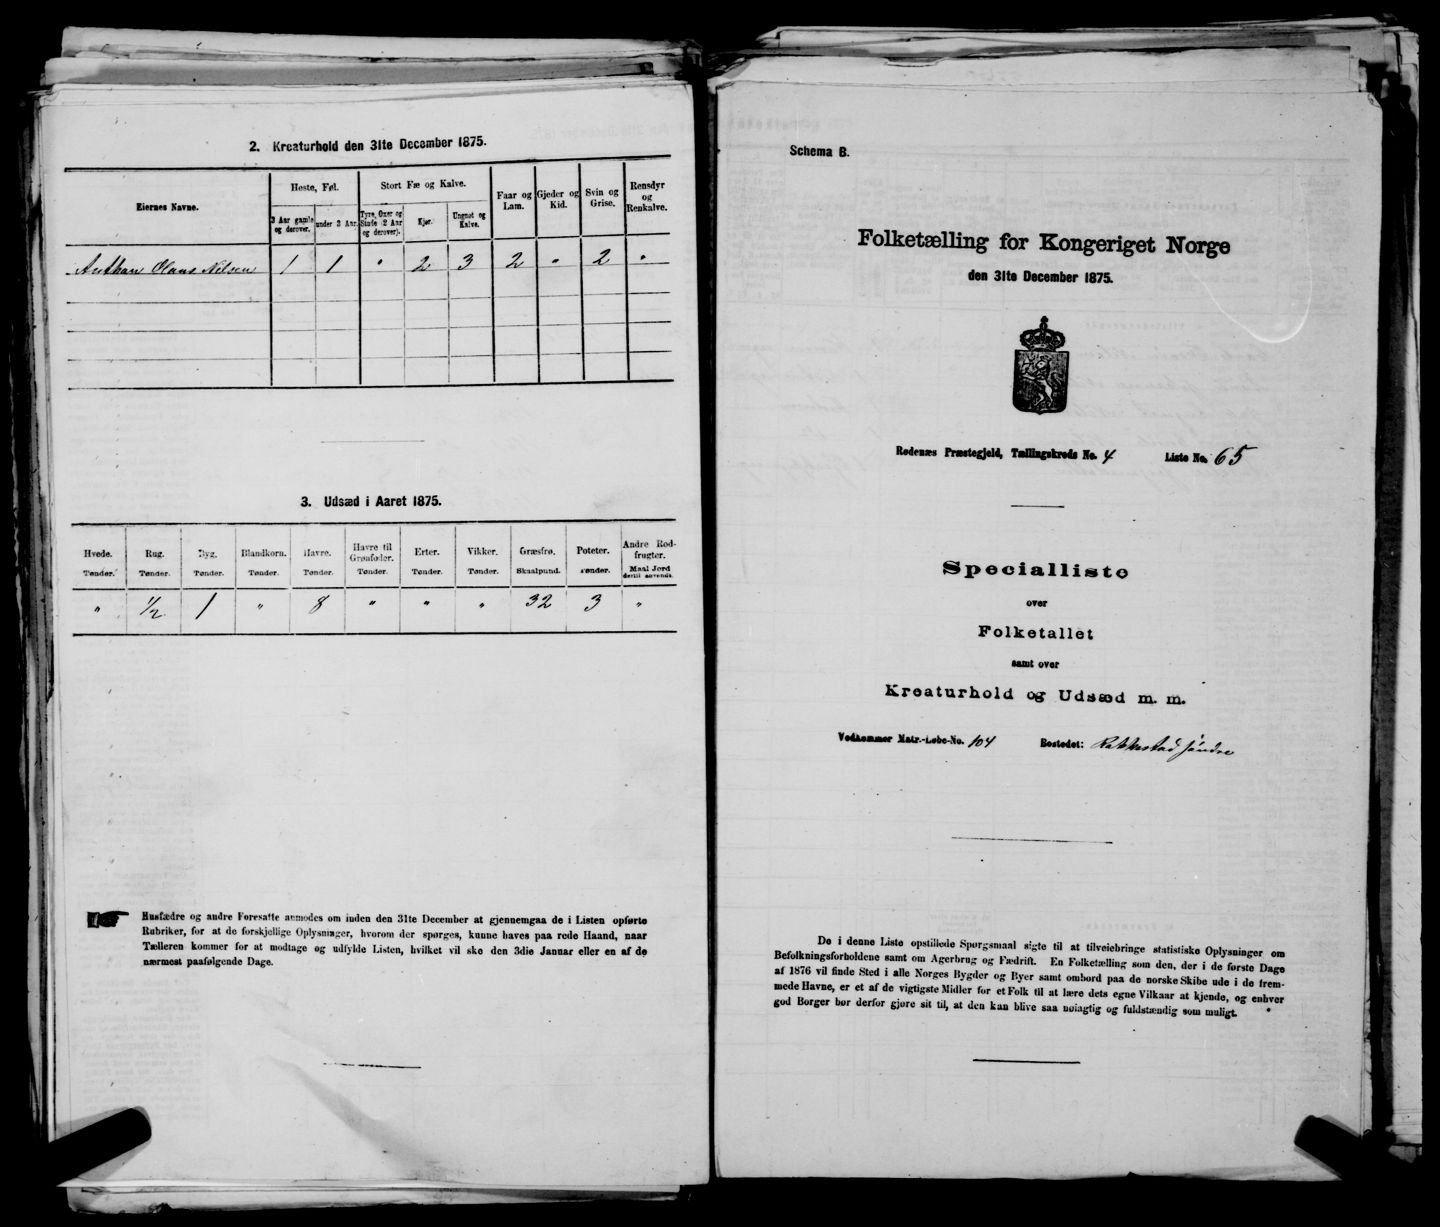 2. Kreaturhold den 31te December 1875.
Eiernes Navne. Heste, Føl. Stort Fæ og Kalve. Faar og Lam. Gjeder og Kid. Svin og Grise. Rensdyr og Renkalve.
3 Aar gamle og derover. under 3 Aar. Tyre, Oxer og Stude (2 Aar og derover). Kjør. Ungnøt og Kalve.
Anthon Hans Nilsen 1 1 " 2 3 2 " 2 "
3. Udsæd i Aaret 1875.
Hvede. Rug. Byg. Blandkorn. Havre. Havre til Grønfoder. Erter. Vikker. Græsfrø. Poteter. Andre Rodfrugter.
Tønder. Tønder. Tønder. Tønder. Tønder. Tønder. Tønder. Tønder. Skaalpund. Tønder. Maal Jord dertil anvendt.
" 1/2 1 " 8 " " " 32 3 "
Husfædre og andre Foresatte anmodes om inden den 31te December at gjennemgaa de i Listen opførte
Rubriker, for at de forskjellige Oplysninger, hvorom der spørges, kunne haves paa rede Haand, naar
Tælleren kommer for at modtage og udfylde Listen, hvilket vil ske den 3die Januar eller en af de
nærmest paafølgende Dage.
Schema B.
Folketælling for Kongeriget Norge
den 31te December 1875.
Rødenæs Præstegjeld, Tællingskreds No. 4 Liste No. 65
Specialliste
over
Folketallet
samt over
Kreaturhold og Udsæd m. m.
Vedkommer Matr.-Løbe-No. 104 Bostedet: Rakkestad søndre
De i denne Liste opstillede Spørgsmaal sigte til at tilveiebringe statistiske Oplysninger om
Befolkningsforholdene samt om Agerbrug og Fædrift. En Folketælling som den, der i de første Dage
af 1876 vil finde Sted i alle Norges Bygder og Byer samt ombord paa de norske Skibe ude i de frem-
mede Havne, er et af de vigtigste Midler for et Folk til at lære dets egne Vilkaar at kjende, og enhver
god Borger bør derfor gjøre sit til, at den kan blive saa nøiagtig og fuldstændig som muligt.